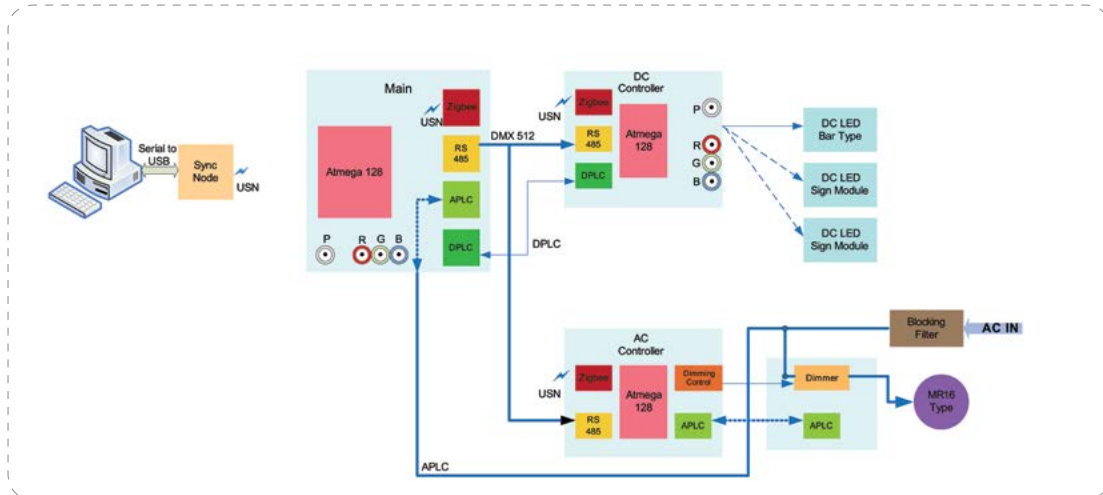 Serial to
USB
Sync
Node
USN
Main
Zigbee
USN
Atmega 128
RS
485
APLC
DPLC
P
R
G
B
DMX 512
DPLC
DC
Controller
Zigbee
USN
RS
485
Atmega
128
DPLC
P
R
G
B
DC LED
Bar Type
DC LED
Sign Module
DC LED
Sign Module
Blocking
Filter
AC IN
AC
Controller
Zigbee
USN
RS
485
Atmega
128
Dimming
Control
APLC
Dimmer
APLC
MR16
Type
APLC